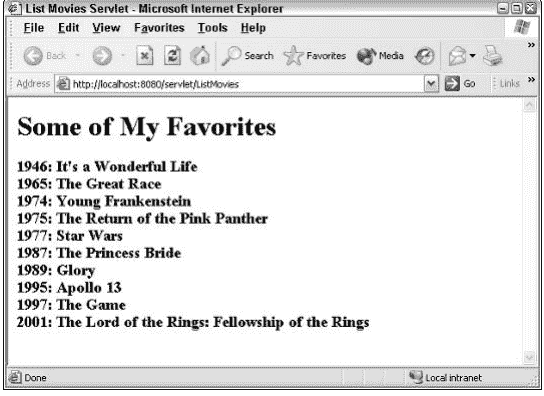 List Movies Servlet - Microsoft Internet Explorer
File Edit View Favorites Tools Help
Back Search Favorites Media »
Address http://localhost:8080/servlet/ListMovies Go Links »
Some of My Favorites
1946: It's a Wonderful Life
1965: The Great Race
1974: Young Frankenstein
1975: The Return of the Pink Panther
1977: Star Wars
1987: The Princess Bride
1989: Glory
1995: Apollo 13
1997: The Game
2001: The Lord of the Rings: Fellowship of the Rings
Done Local intranet